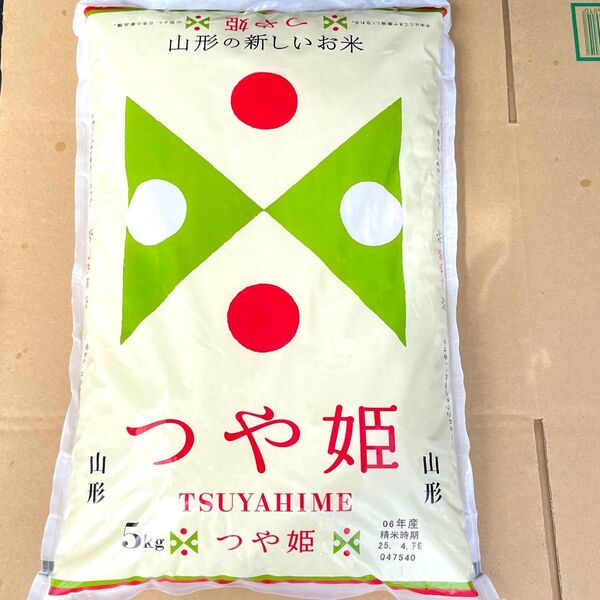 つや姫
山形の新しいお米
つや姫
山形
山形
TSUYAHIME
5kg
つや姫
06年産
精米時期
25. 4.下旬
Q47540